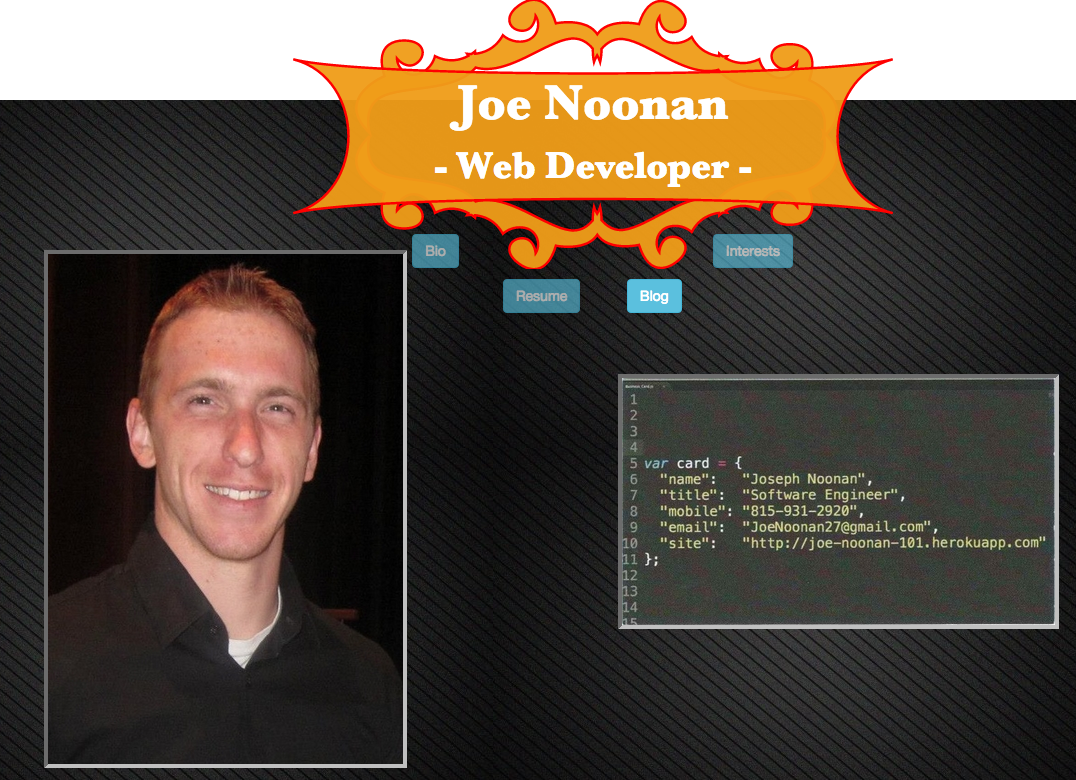 Joe Noonan
- Web Developer -
Bio
Interests
Resume
Blog
1
2
3
4
5 var card = {
6 "name": "Joseph Noonan",
7 "title": "Software Engineer",
8 "mobile": "815-931-2920",
9 "email": "JoeNoonan27@gmail.com",
10 "site": "http://joe-noonan-101.herokuapp.com"
11 };
12
13
14
15